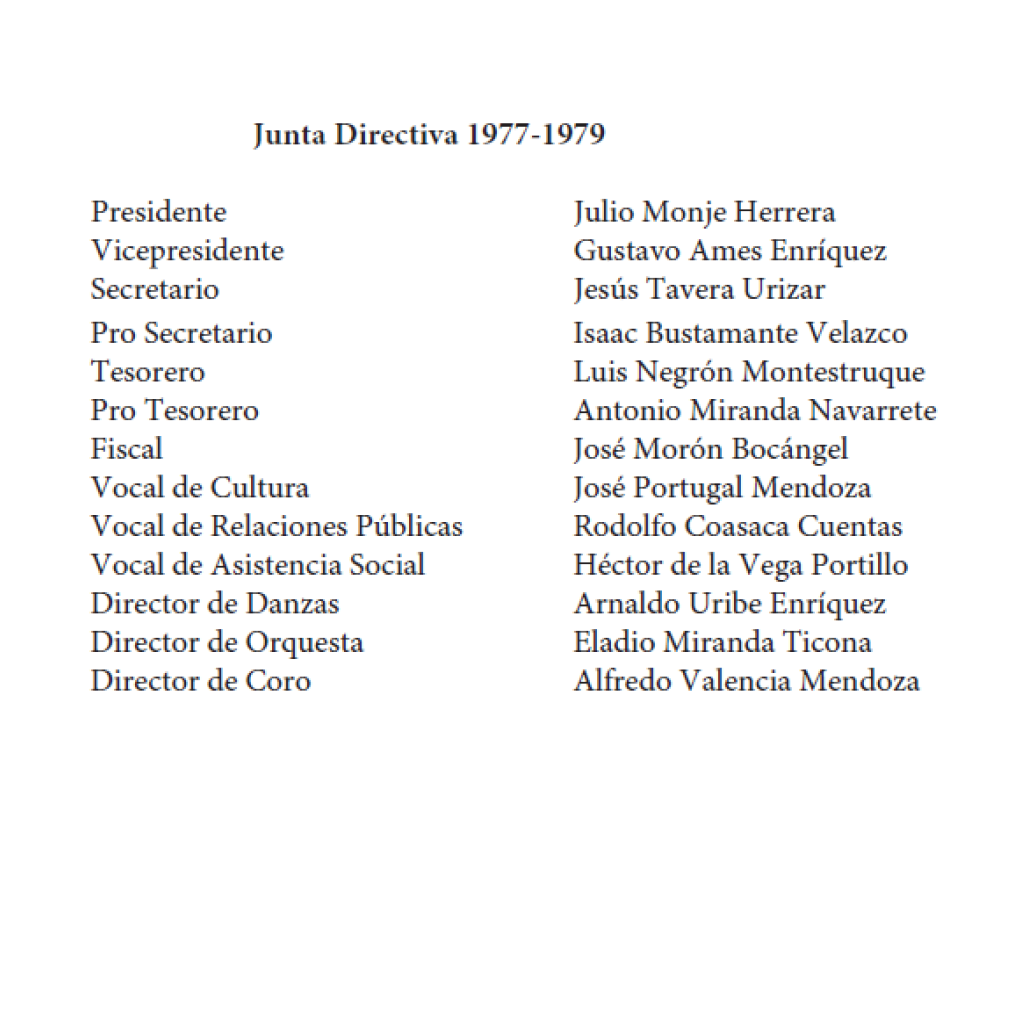 Junta Directiva 1977-1979
Presidente Julio Monje Herrera
Vicepresidente Gustavo Ames Enríquez
Secretario Jesús Tavera Urizar
Pro Secretario Isaac Bustamante Velazco
Tesorero Luis Negrón Montestruque
Pro Tesorero Antonio Miranda Navarrete
Fiscal José Morón Bocángel
Vocal de Cultura José Portugal Mendoza
Vocal de Relaciones Públicas Rodolfo Coasaca Cuentas
Vocal de Asistencia Social Héctor de la Vega Portillo
Director de Danzas Arnaldo Uribe Enríquez
Director de Orquesta Eladio Miranda Ticona
Director de Coro Alfredo Valencia Mendoza